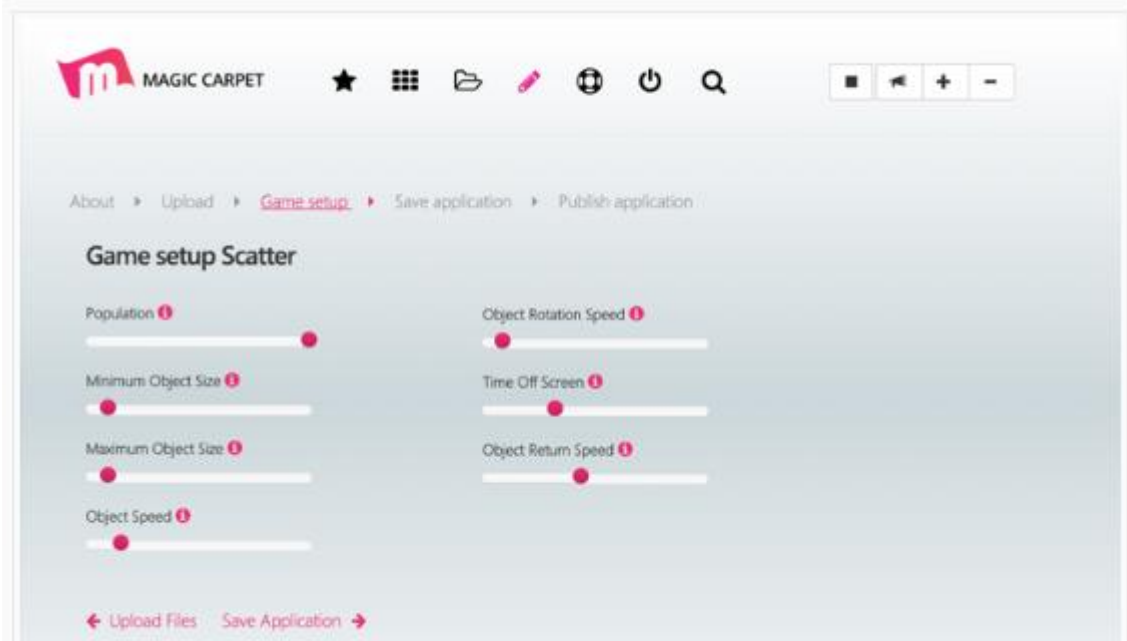 m MAGIC CARPET
About Upload Game setup Save application Publish application
Game setup Scatter
Population
Object Rotation Speed
Minimum Object Size
Time Off Screen
Maximum Object Size
Object Return Speed
Object Speed
Upload Files Save Application